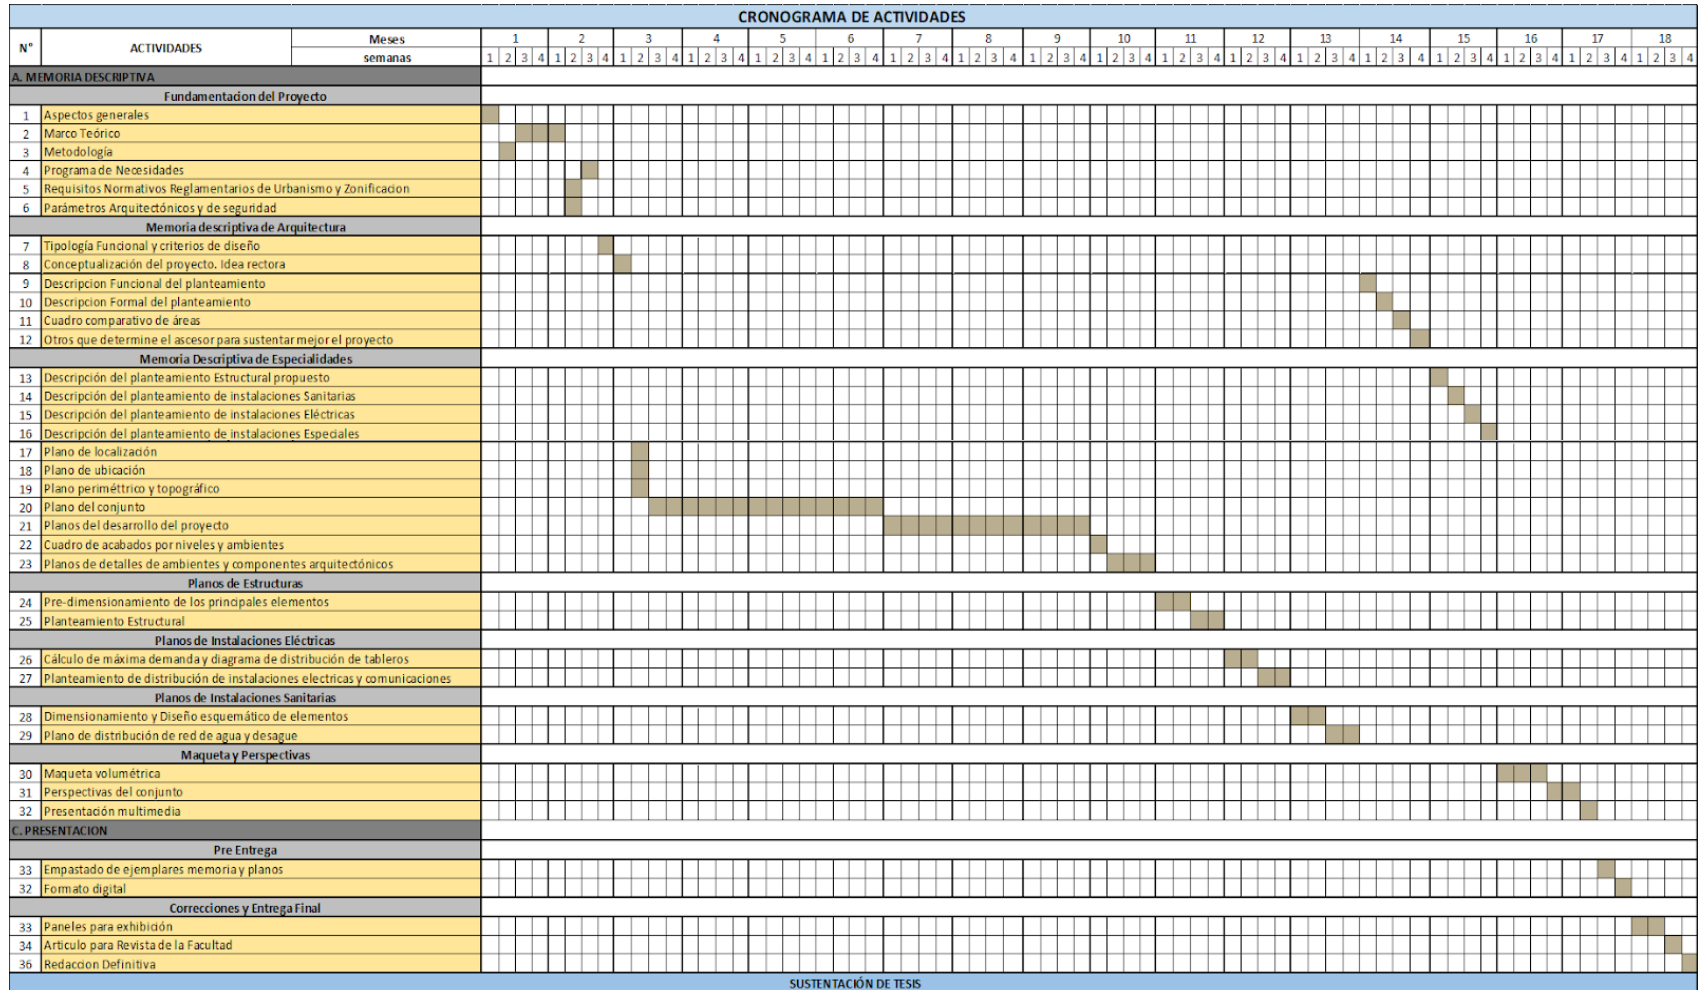 CRONOGRAMA DE ACTIVIDADES
N° ACTIVIDADES Meses 1 2 3 4 5 6 7 8 9 10 11 12 13 14 15 16 17 18
semanas 1 2 3 4 1 2 3 4 1 2 3 4 1 2 3 4 1 2 3 4 1 2 3 4 1 2 3 4 1 2 3 4 1 2 3 4 1 2 3 4 1 2 3 4 1 2 3 4 1 2 3 4 1 2 3 4 1 2 3 4 1 2 3 4 1 2 3 4 1 2 3 4
A. MEMORIA DESCRIPTIVA
Fundamentacion del Proyecto
1 Aspectos generales
2 Marco Teórico
3 Metodología
4 Programa de Necesidades
5 Requisitos Normativos Reglamentarios de Urbanismo y Zonificacion
6 Parámetros Arquitectónicos y de seguridad
Memoria descriptiva de Arquitectura
7 Tipología Funcional y criterios de diseño
8 Conceptualización del proyecto. Idea rectora
9 Descripcion Funcional del planteamiento
10 Descripcion Formal del planteamiento
11 Cuadro comparativo de áreas
12 Otros que determine el ascesor para sustentar mejor el proyecto
Memoria Descriptiva de Especialidades
13 Descripción del planteamiento Estructural propuesto
14 Descripción del planteamiento de instalaciones Sanitarias
15 Descripción del planteamiento de instalaciones Eléctricas
16 Descripción del planteamiento de instalaciones Especiales
17 Plano de localización
18 Plano de ubicación
19 Plano periméttrico y topográfico
20 Plano del conjunto
21 Planos del desarrollo del proyecto
22 Cuadro de acabados por niveles y ambientes
23 Planos de detalles de ambientes y componentes arquitectónicos
Planos de Estructuras
24 Pre-dimensionamiento de los principales elementos
25 Planteamiento Estructural
Planos de Instalaciones Eléctricas
26 Cálculo de máxima demanda y diagrama de distribución de tableros
27 Planteamiento de distribución de instalaciones electricas y comunicaciones
Planos de Instalaciones Sanitarias
28 Dimensionamiento y Diseño esquemático de elementos
29 Plano de distribución de red de agua y desague
Maqueta y Perspectivas
30 Maqueta volumétrica
31 Perspectivas del conjunto
32 Presentación multimedia
C. PRESENTACION
Pre Entrega
33 Empastado de ejemplares memoria y planos
32 Formato digital
Correcciones y Entrega Final
33 Paneles para exhibición
34 Articulo para Revista de la Facultad
36 Redaccion Definitiva
SUSTENTACIÓN DE TESIS